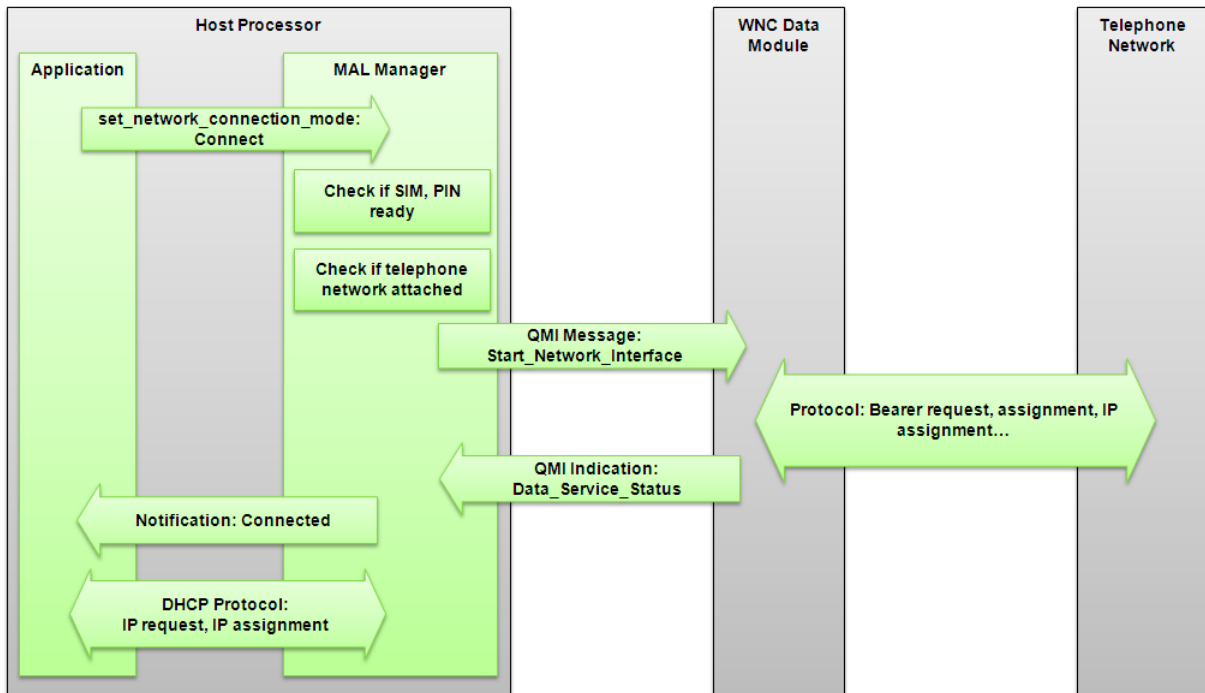 Host Processor
WNC Data
Module
Telephone
Network
Application
MAL Manager
set_network_connection_mode:
Connect
Check if SIM, PIN
ready
Check if telephone
network attached
QMI Message:
Start_Network_Interface
Protocol: Bearer request, assignment, IP
assignment…
QMI Indication:
Data_Service_Status
Notification: Connected
DHCP Protocol:
IP request, IP assignment